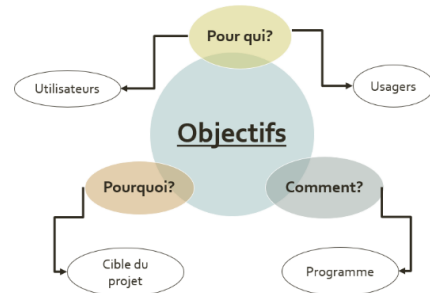 Pour qui?
Utilisateurs
Usagers
Objectifs
Pourquoi?
Comment?
Cible du
projet
Programme